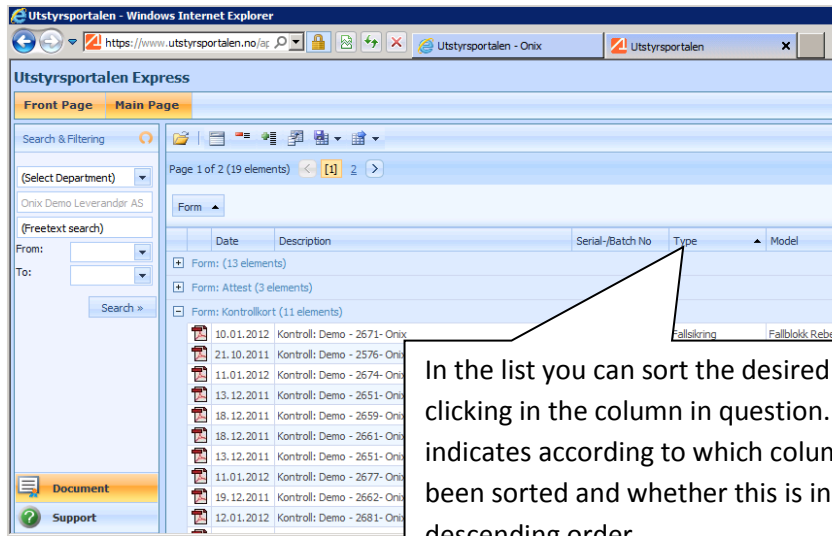 Utstyrsportalen - Windows Internet Explorer
https://www.utstyrsportalen.no/ap
Utstyrsportalen - Onix
Utstyrsportalen
x
Utstyrsportalen Express
Front Page Main Page
Search & Filtering
Page 1 of 2 (19 elements) < [1] 2 >
(Select Department)
Onix Demo Leverandør AS
Form
(Freetext search)
Date Description Serial-/Batch No Type Model
From:
To:
Search »
Form: (13 elements)
Form: Attest (3 elements)
Form: Kontrollkort (11 elements)
10.01.2012 Kontroll: Demo - 2671- Onix Fallsikring Fallblokk Rebe
21.10.2011 Kontroll: Demo - 2576- Onix
11.01.2012 Kontroll: Demo - 2674- Onix
13.12.2011 Kontroll: Demo - 2651- Onix
18.12.2011 Kontroll: Demo - 2659- Onix
18.12.2011 Kontroll: Demo - 2661- Onix
13.12.2011 Kontroll: Demo - 2651- Onix
11.01.2012 Kontroll: Demo - 2677- Onix
19.12.2011 Kontroll: Demo - 2662- Onix
12.01.2012 Kontroll: Demo - 2681- Onix
In the list you can sort the desired
clicking in the column in question.
indicates according to which colum
been sorted and whether this is in
descending order
Document
Support